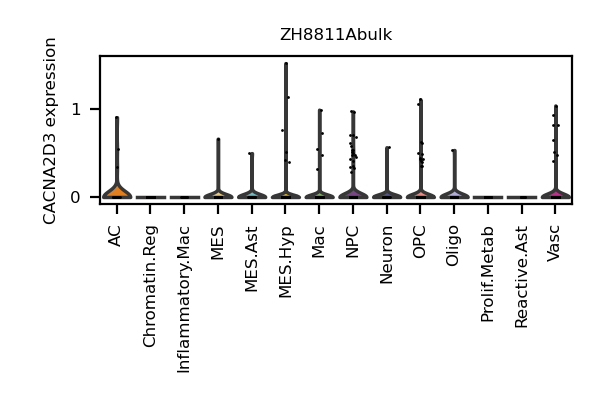 ZH8811Abulk
CACNA2D3 expression
1
0
AC
Chromatin.Reg
Inflammatory.Mac
MES
MES.Ast
MES.Hyp
Mac
NPC
Neuron
OPC
Oligo
Prolif.Metab
Reactive.Ast
Vasc